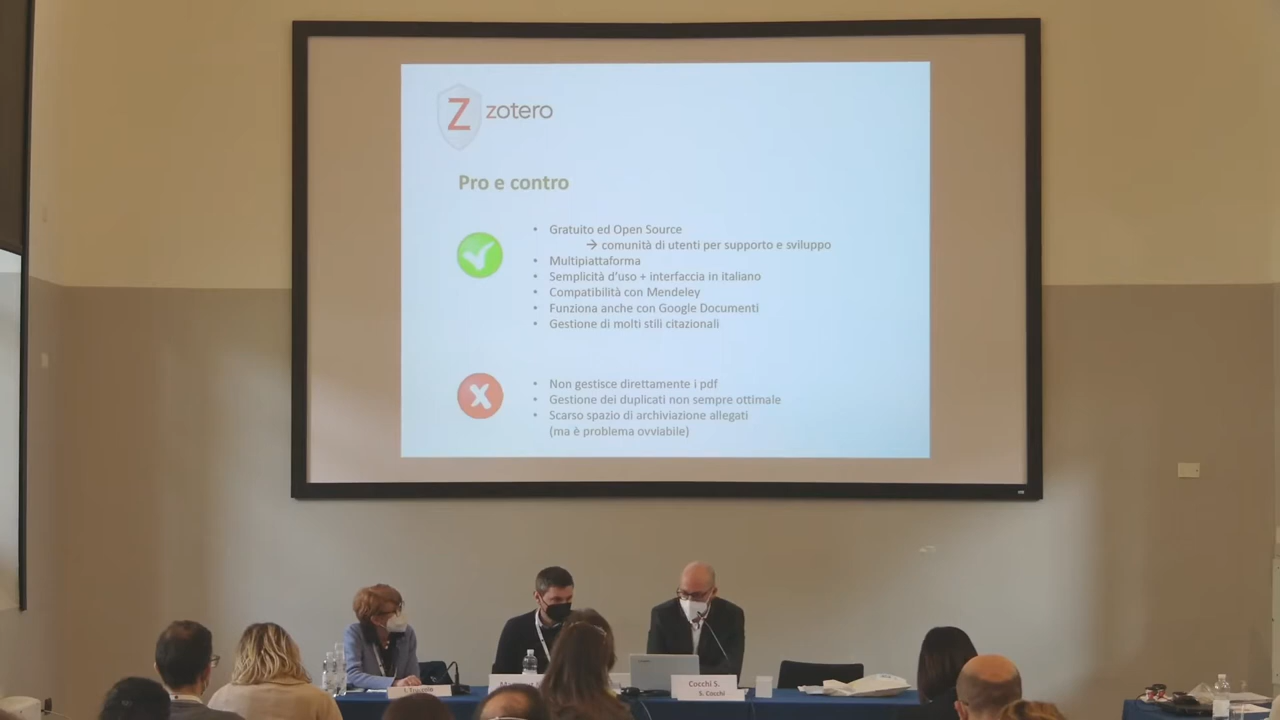 Z zotero
Pro e contro
• Gratuito ed Open Source
→ comunità di utenti per supporto e sviluppo
• Multipiattaforma
• Semplicità d'uso + interfaccia in italiano
• Compatibilità con Mendeley
• Funziona anche con Google Documenti
• Gestione di molti stili citazionali
• Non gestisce direttamente i pdf
• Gestione dei duplicati non sempre ottimale
• Scarso spazio di archiviazione allegati
(ma è problema ovviabile)
Cocchi S.
S. Cocchi